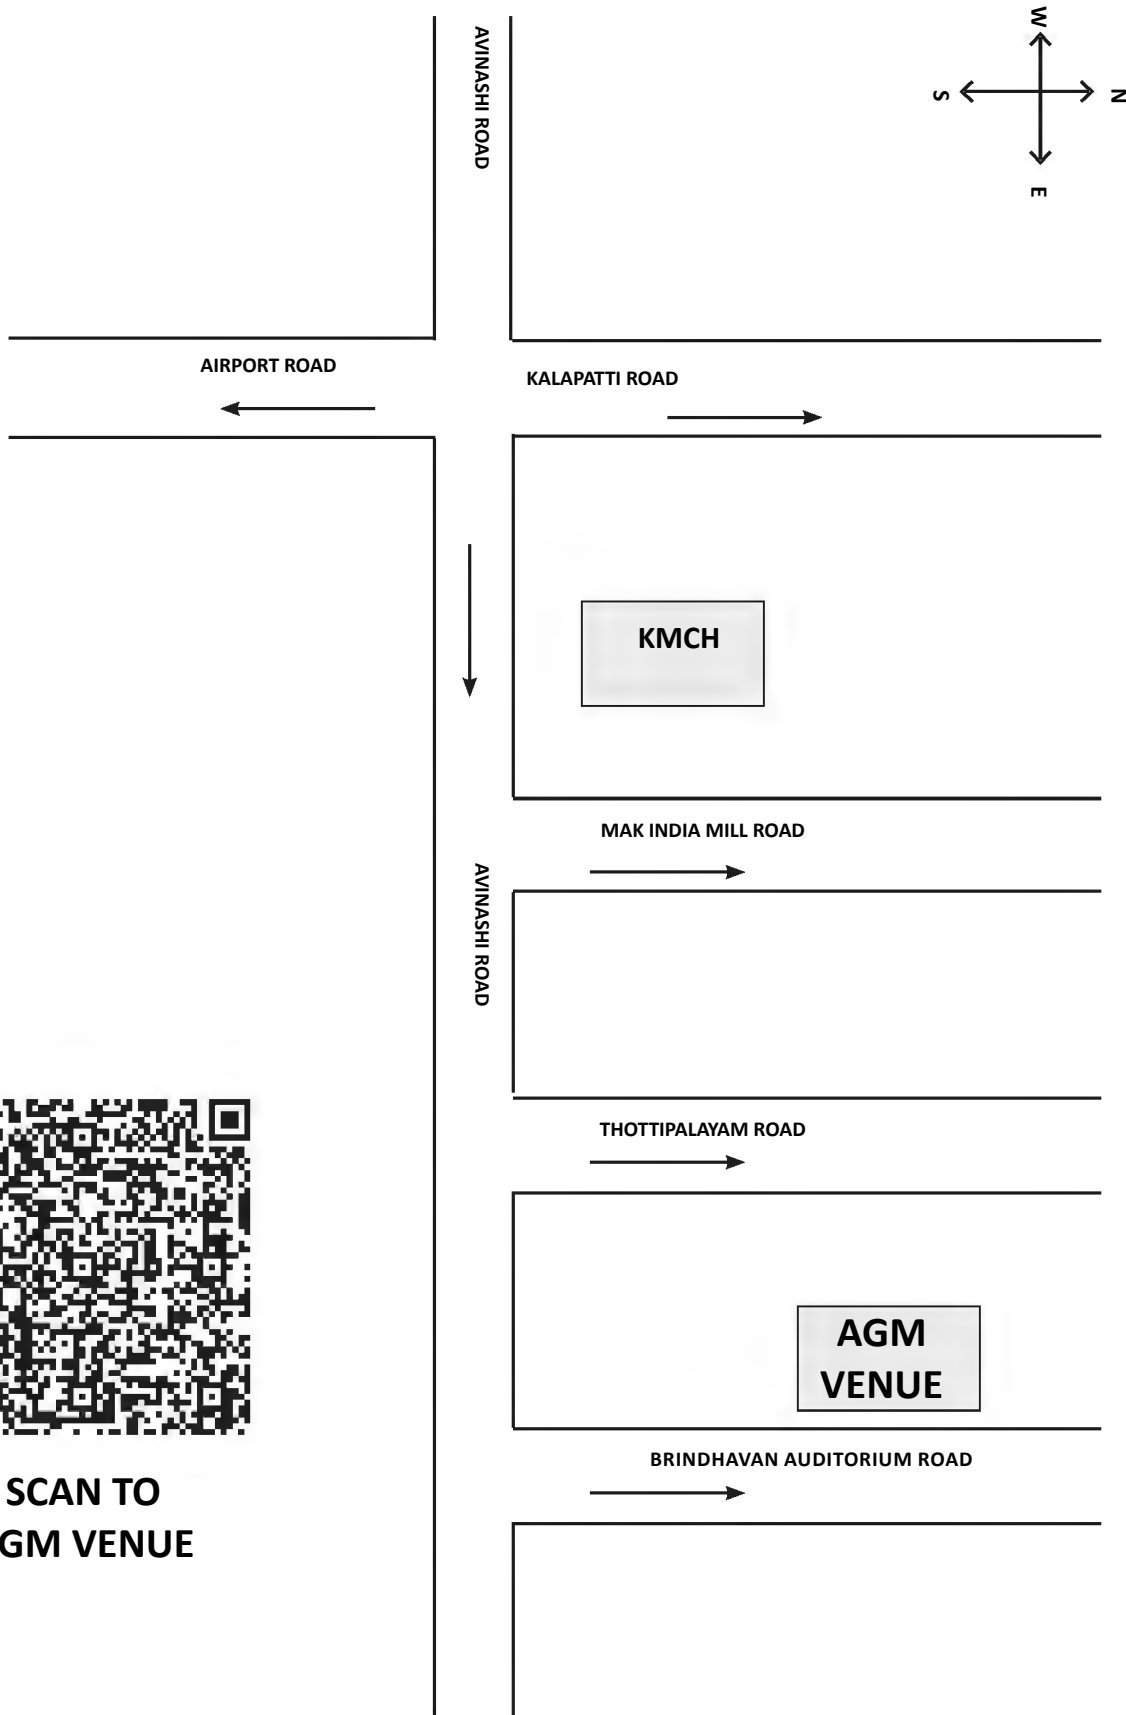 W
AVINASHI ROAD
S
N
E
AIRPORT ROAD
KALAPATTI ROAD
KMCH
MAK INDIA MILL ROAD
AVINASHI ROAD
THOTTIPALAYAM ROAD
AGM
VENUE
BRINDHAVAN AUDITORIUM ROAD
SCAN TO
GM VENUE